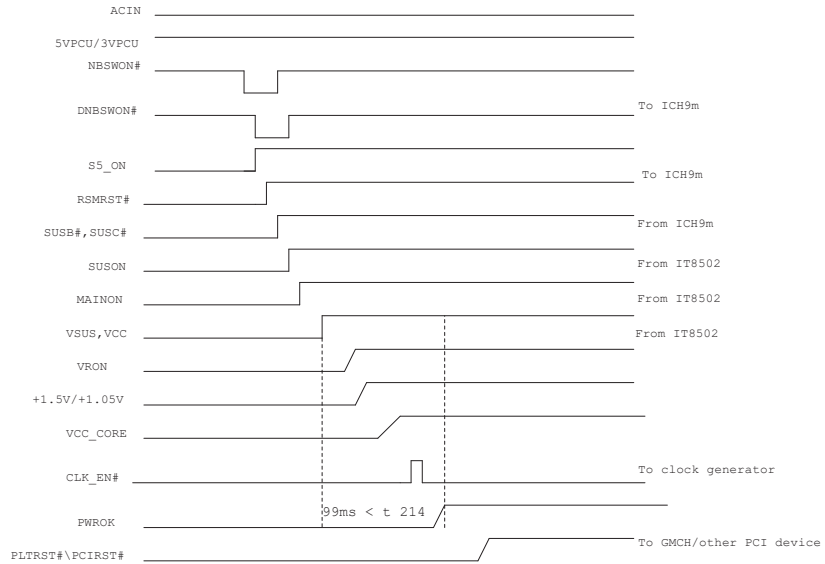 ACIN
5VPCU/3VPCU
NBSWON#
DNBSWON#
To ICH9m
S5_ON
To ICH9m
RSMRST#
SUSB#,SUSC#
From ICH9m
SUSON
From IT8502
MAINON
From IT8502
VSUS,VCC
From IT8502
VRON
+1.5V/+1.05V
VCC_CORE
CLK_EN#
To clock generator
99ms < t 214
PWROK
To GMCH/other PCI device
PLTRST#\PCIRST#